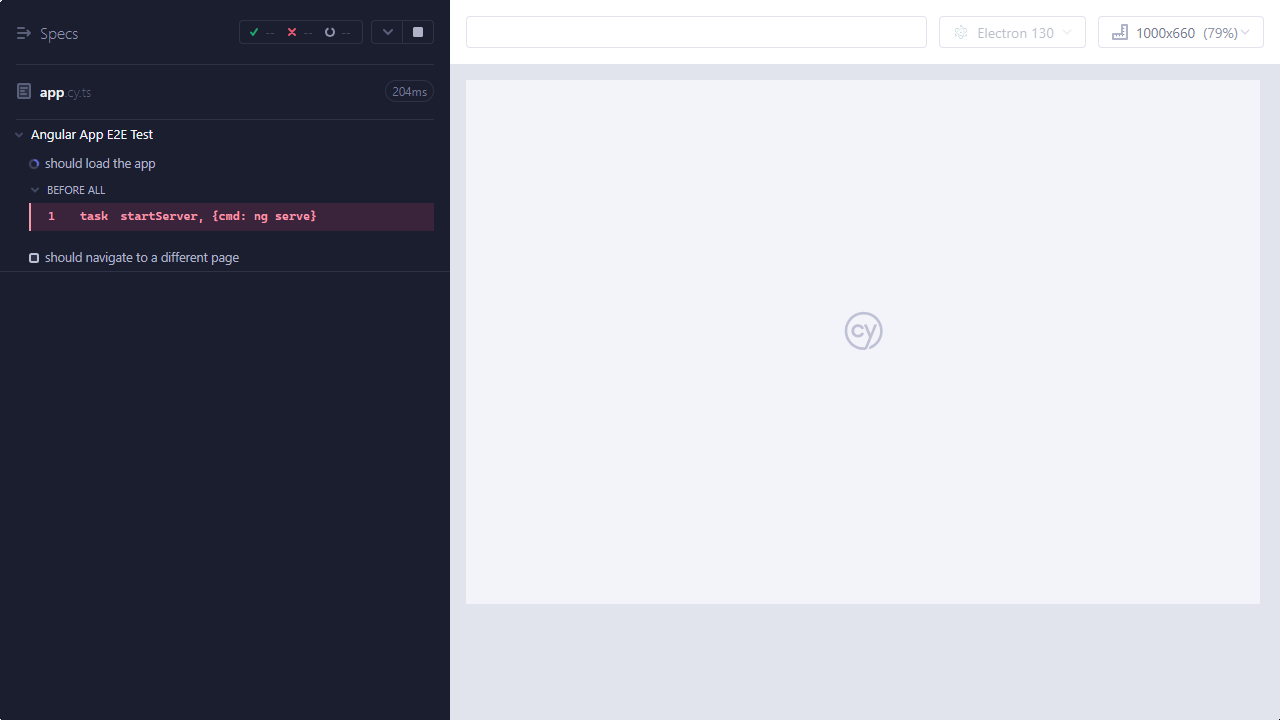 Specs
-- -- --
Electron 130
1000x660 (79%)
app.cy.ts
204ms
Angular App E2E Test
should load the app
BEFORE ALL
1 task startServer, {cmd: ng serve}
should navigate to a different page
cy